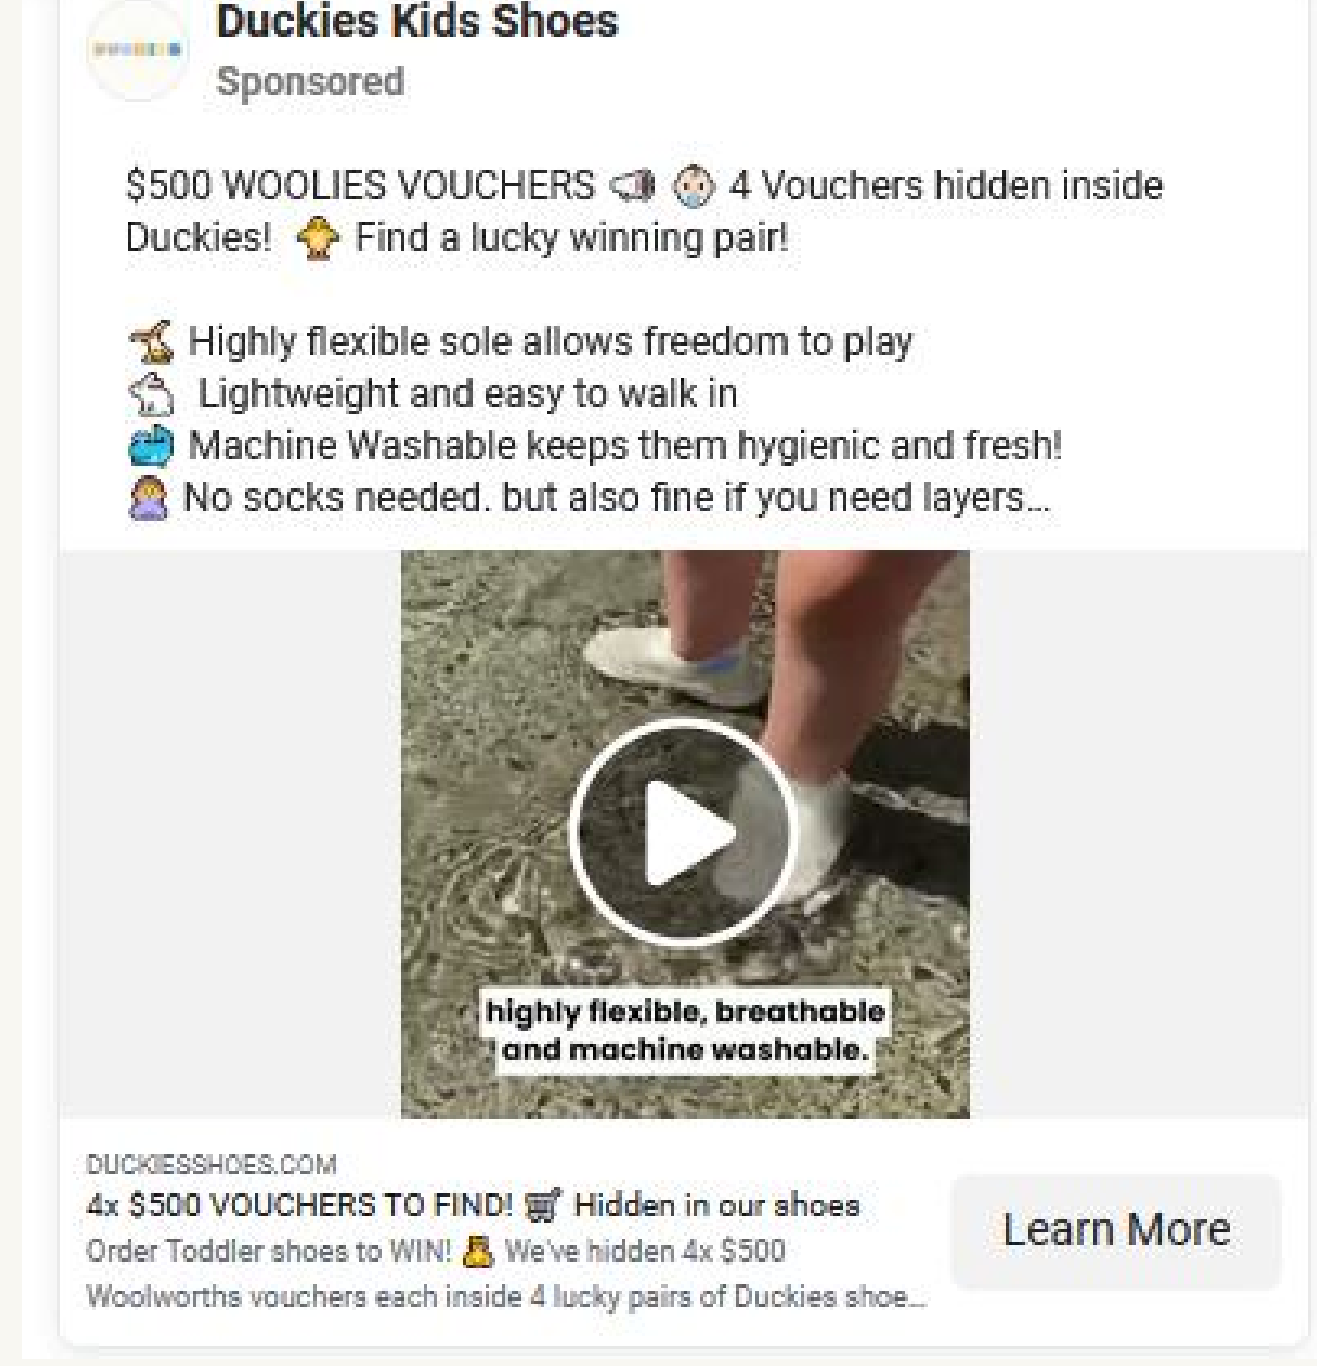 Duckies Kids Shoes
Sponsored
$500 WOOLIES VOUCHERS 📣 👶 4 Vouchers hidden inside
Duckies! 🐥 Find a lucky winning pair!
Highly flexible sole allows freedom to play
Lightweight and easy to walk in
Machine Washable keeps them hygienic and fresh!
No socks needed. but also fine if you need layers...
highly flexible, breathable
and machine washable.
DUCKIESSHOES.COM
4x $500 VOUCHERS TO FIND! 🛒 Hidden in our shoes
Order Toddler shoes to WIN! We've hidden 4x $500
Woolworths vouchers each inside 4 lucky pairs of Duckies shoe...
Learn More